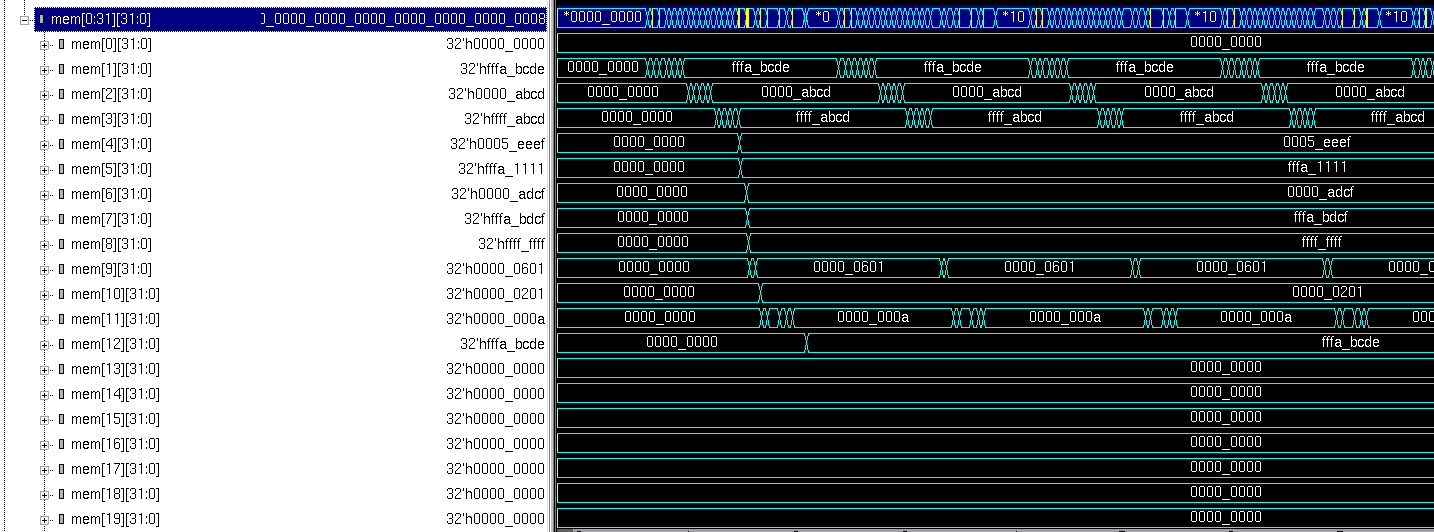 mem[0:31][31:0] 0_0000_0000_0000_0000_0000_0000_0008 *0000_0000 *0 *10 *10 *10
mem[0][31:0] 32'h0000_0000 0000_0000
mem[1][31:0] 32'hfffa_bcde 0000_0000 fffa_bcde fffa_bcde fffa_bcde fffa_bcde
mem[2][31:0] 32'h0000_abcd 0000_0000 0000_abcd 0000_abcd 0000_abcd 0000_abcd
mem[3][31:0] 32'hffff_abcd 0000_0000 ffff_abcd ffff_abcd ffff_abcd ffff_abcd
mem[4][31:0] 32'h0005_eeef 0000_0000 0005_eeef
mem[5][31:0] 32'hfffa_1111 0000_0000 fffa_1111
mem[6][31:0] 32'h0000_adcf 0000_0000 0000_adcf
mem[7][31:0] 32'hfffa_bdcf 0000_0000 fffa_bdcf
mem[8][31:0] 32'hffff_ffff 0000_0000 ffff_ffff
mem[9][31:0] 32'h0000_0601 0000_0000 0000_0601 0000_0601 0000_0601 0000_0
mem[10][31:0] 32'h0000_0201 0000_0000 0000_0201
mem[11][31:0] 32'h0000_000a 0000_0000 0000_000a 0000_000a 0000_000a 000
mem[12][31:0] 32'hfffa_bcde 0000_0000 fffa_bcde
mem[13][31:0] 32'h0000_0000 0000_0000
mem[14][31:0] 32'h0000_0000 0000_0000
mem[15][31:0] 32'h0000_0000 0000_0000
mem[16][31:0] 32'h0000_0000 0000_0000
mem[17][31:0] 32'h0000_0000 0000_0000
mem[18][31:0] 32'h0000_0000 0000_0000
mem[19][31:0] 32'h0000_0000 0000_0000